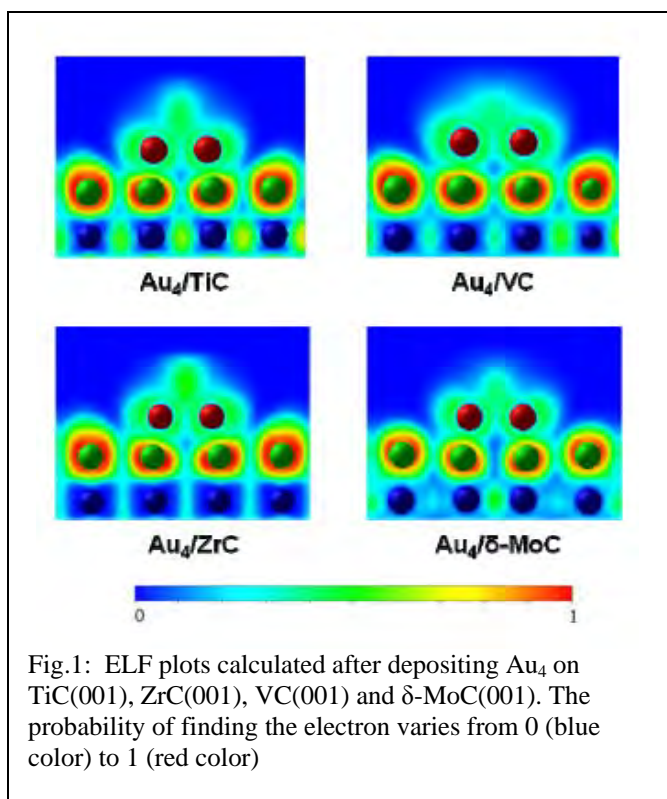 Au₄/TiC
Au₄/VC
Au₄/ZrC
Au₄/δ-MoC
0
1
Fig.1:  ELF plots calculated after depositing Au₄ on
TiC(001), ZrC(001), VC(001) and δ-MoC(001). The
probability of finding the electron varies from 0 (blue
color) to 1 (red color)